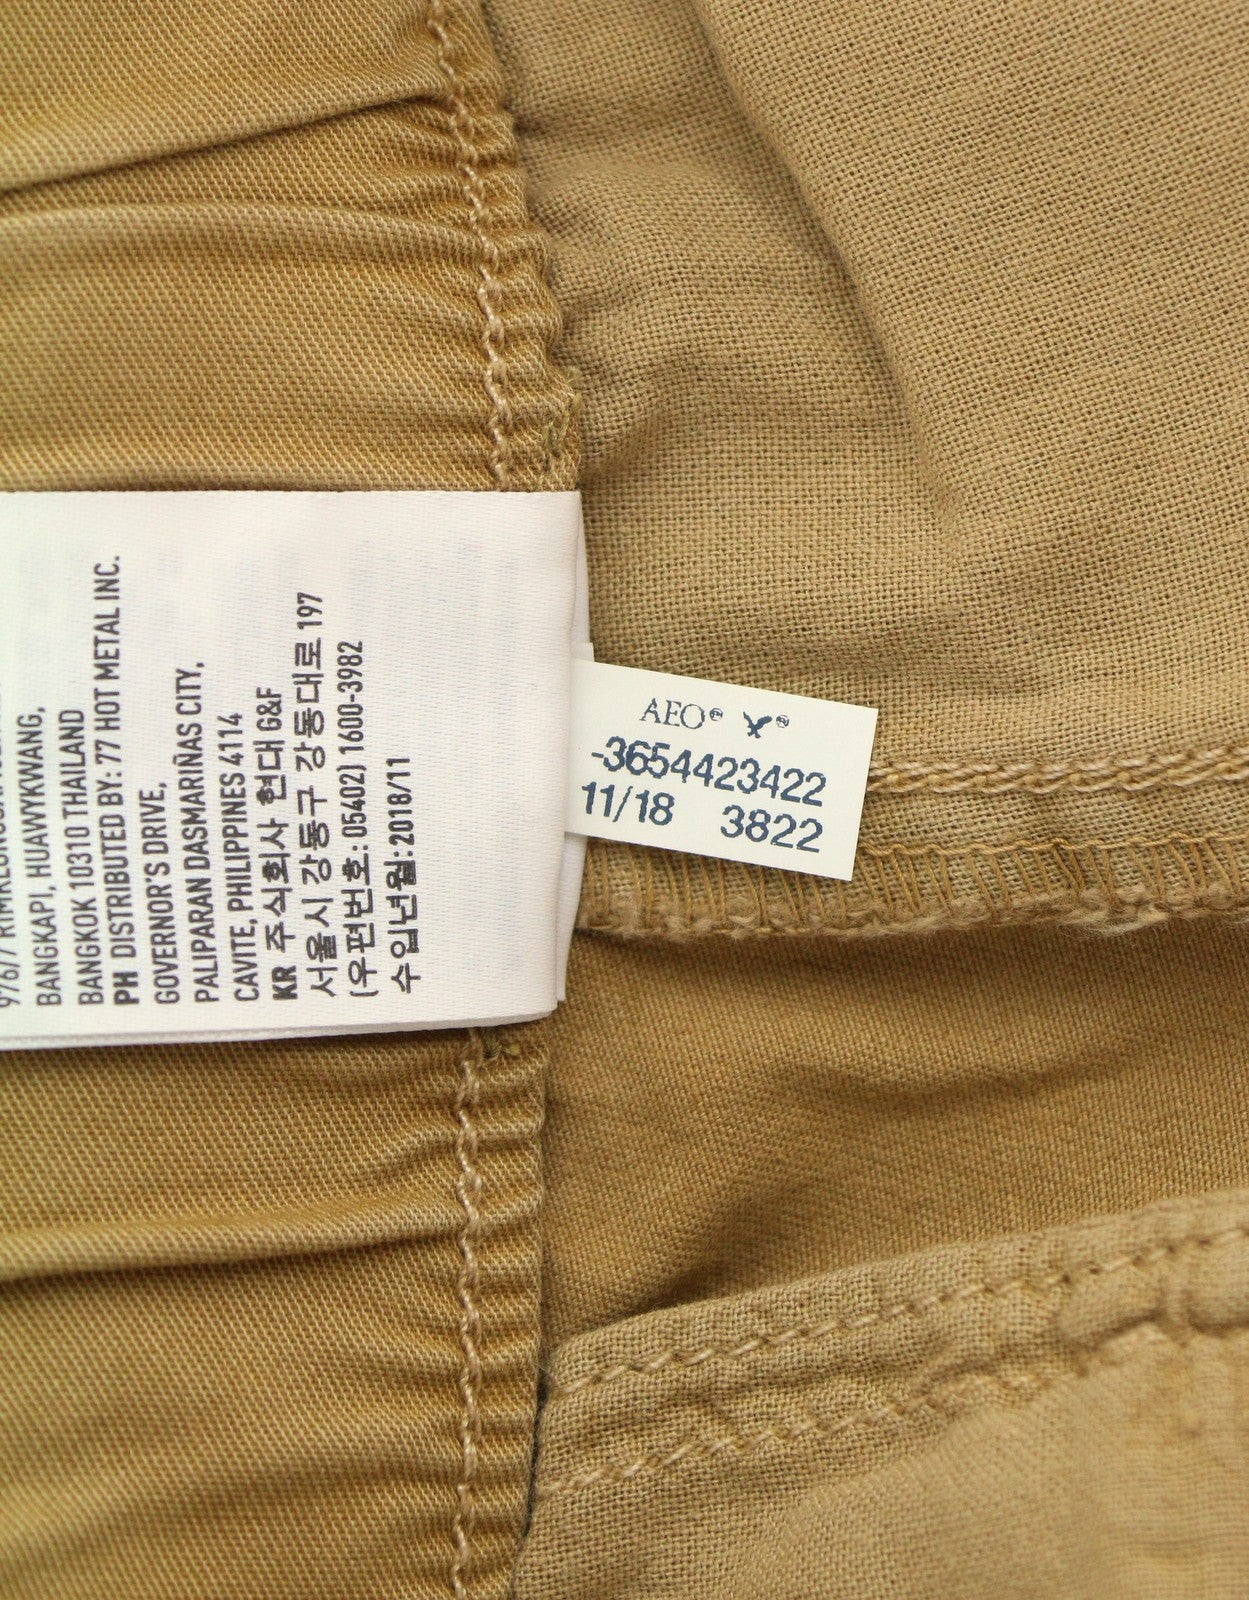 BANGKAPI, HUAWYKWANG,
BANGKOK 10310 THAILAND
PH DISTRIBUTED BY: 77 HOT METAL INC.
GOVERNOR'S DRIVE,
PALIPARAN DASMARIÑAS CITY,
CAVITE, PHILIPPINES 4114
KR 주식회사 현대 G&F
서울시 강동구 강동대로 197
(우편번호: 05402) 1600-3982
수입년월: 2018/11
AEO®
-3654423422
11/18 3822